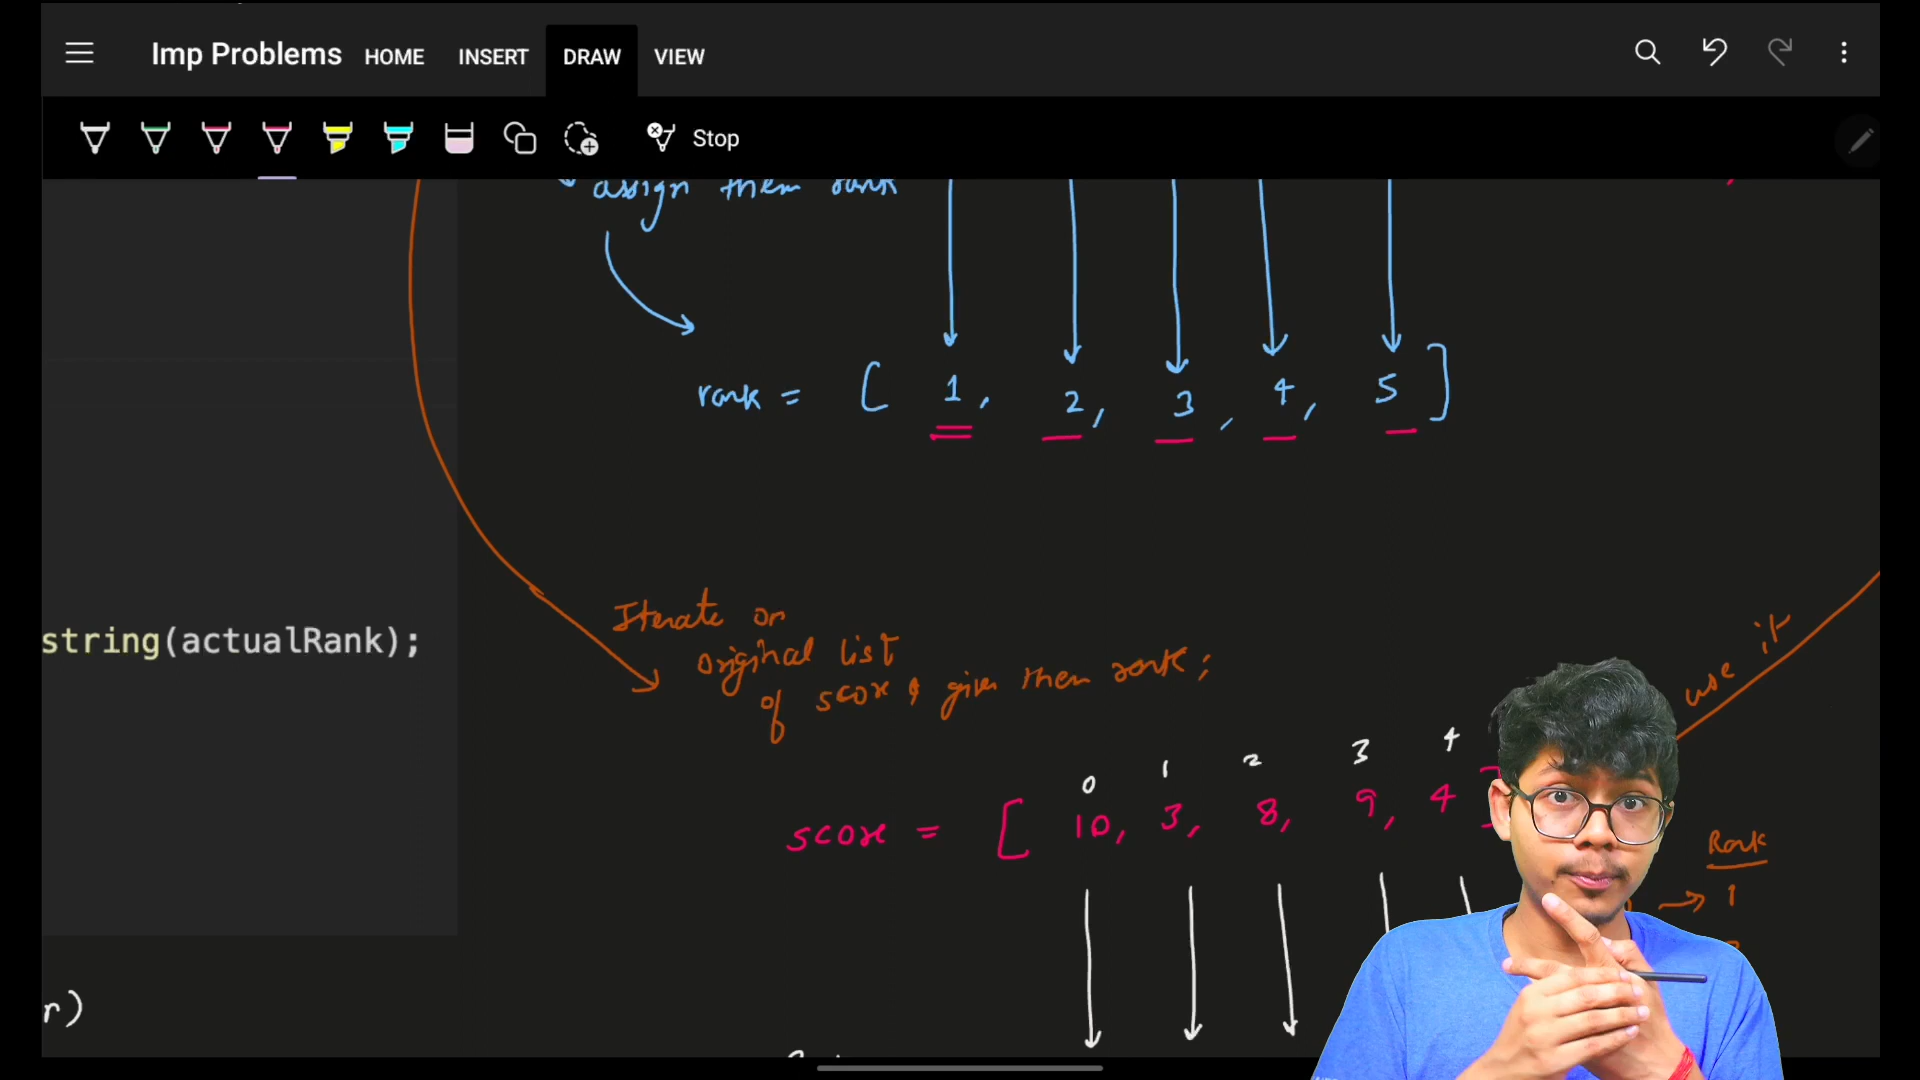 Imp Problems HOME INSERT DRAW VIEW
Stop
assign them rank
rank = [ 1, 2, 3, 4, 5 ]
string(actualRank);
Iterate on
original list
of score & given them rank;
use it
0 1 2 3 4
score = [ 10, 3, 8, 9, 4 ]
Rank
→ 1
r)